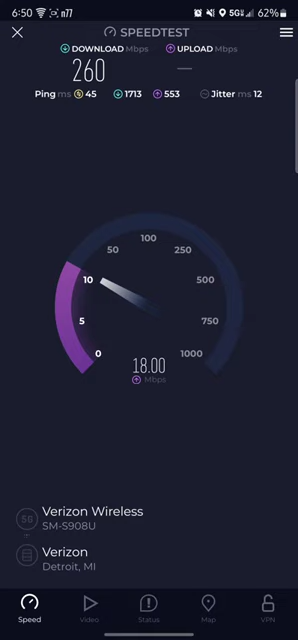 6:50 n77 5G 62%
SPEEDTEST
DOWNLOAD Mbps UPLOAD Mbps
260 —
Ping ms 45 1713 553 Jitter ms 12
100
50 250
10 500
5 750
0 1000
18.00
Mbps
5G Verizon Wireless
SM-S908U
Verizon
Detroit, MI
Speed Video Status Map VPN